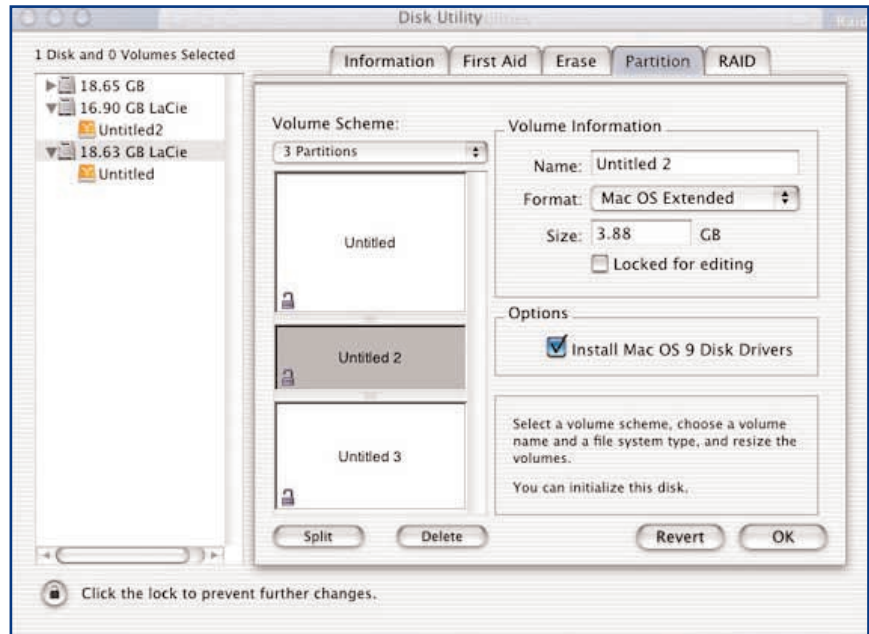 Disk Utility
1 Disk and 0 Volumes Selected
Information
First Aid
Erase
Partition
RAID
18.65 GB
16.90 GB LaCie
Untitled2
18.63 GB LaCie
Untitled
Volume Scheme:
3 Partitions
Untitled
Untitled 2
Untitled 3
Split
Delete
Volume Information
Name: Untitled 2
Format: Mac OS Extended
Size: 3.88 GB
Locked for editing
Options
Install Mac OS 9 Disk Drivers
Select a volume scheme, choose a volume
name and a file system type, and resize the
volumes.
You can initialize this disk.
Revert
OK
Click the lock to prevent further changes.